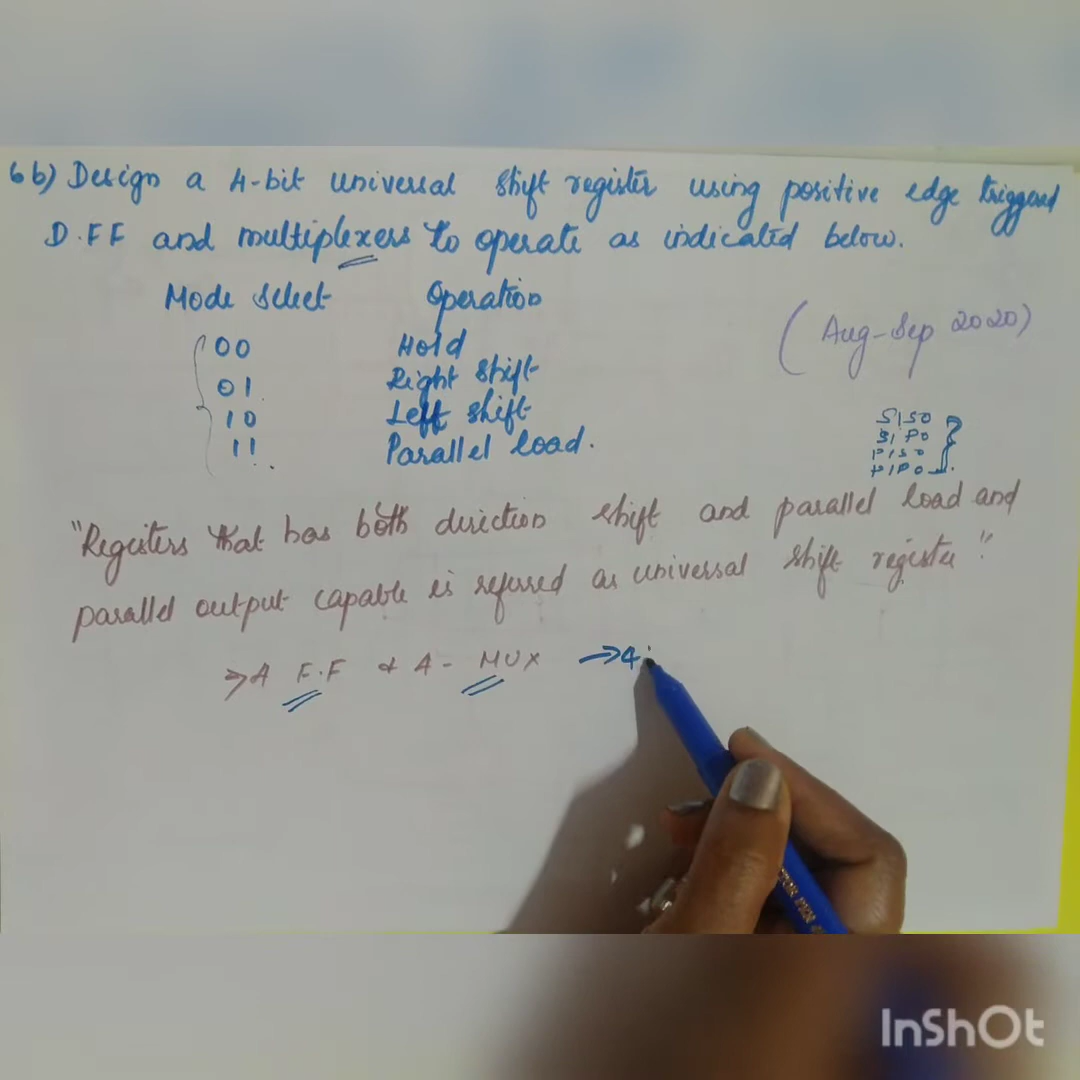 6b) Design a 4-bit universal shift register using positive edge triggered
D.FF and multiplexers to operate as indicated below.
Mode Select Operation
00 Hold
01 Right shift
10 Left shift
11 Parallel load.
(Aug-Sep 2020)
SISO
SIPO
PISO
PIPO
"Registers that has both direction shift and parallel load and
parallel output capable is referred as universal shift register".
⇒ 4 F.F & 4 - MUX → 4:
InShOt